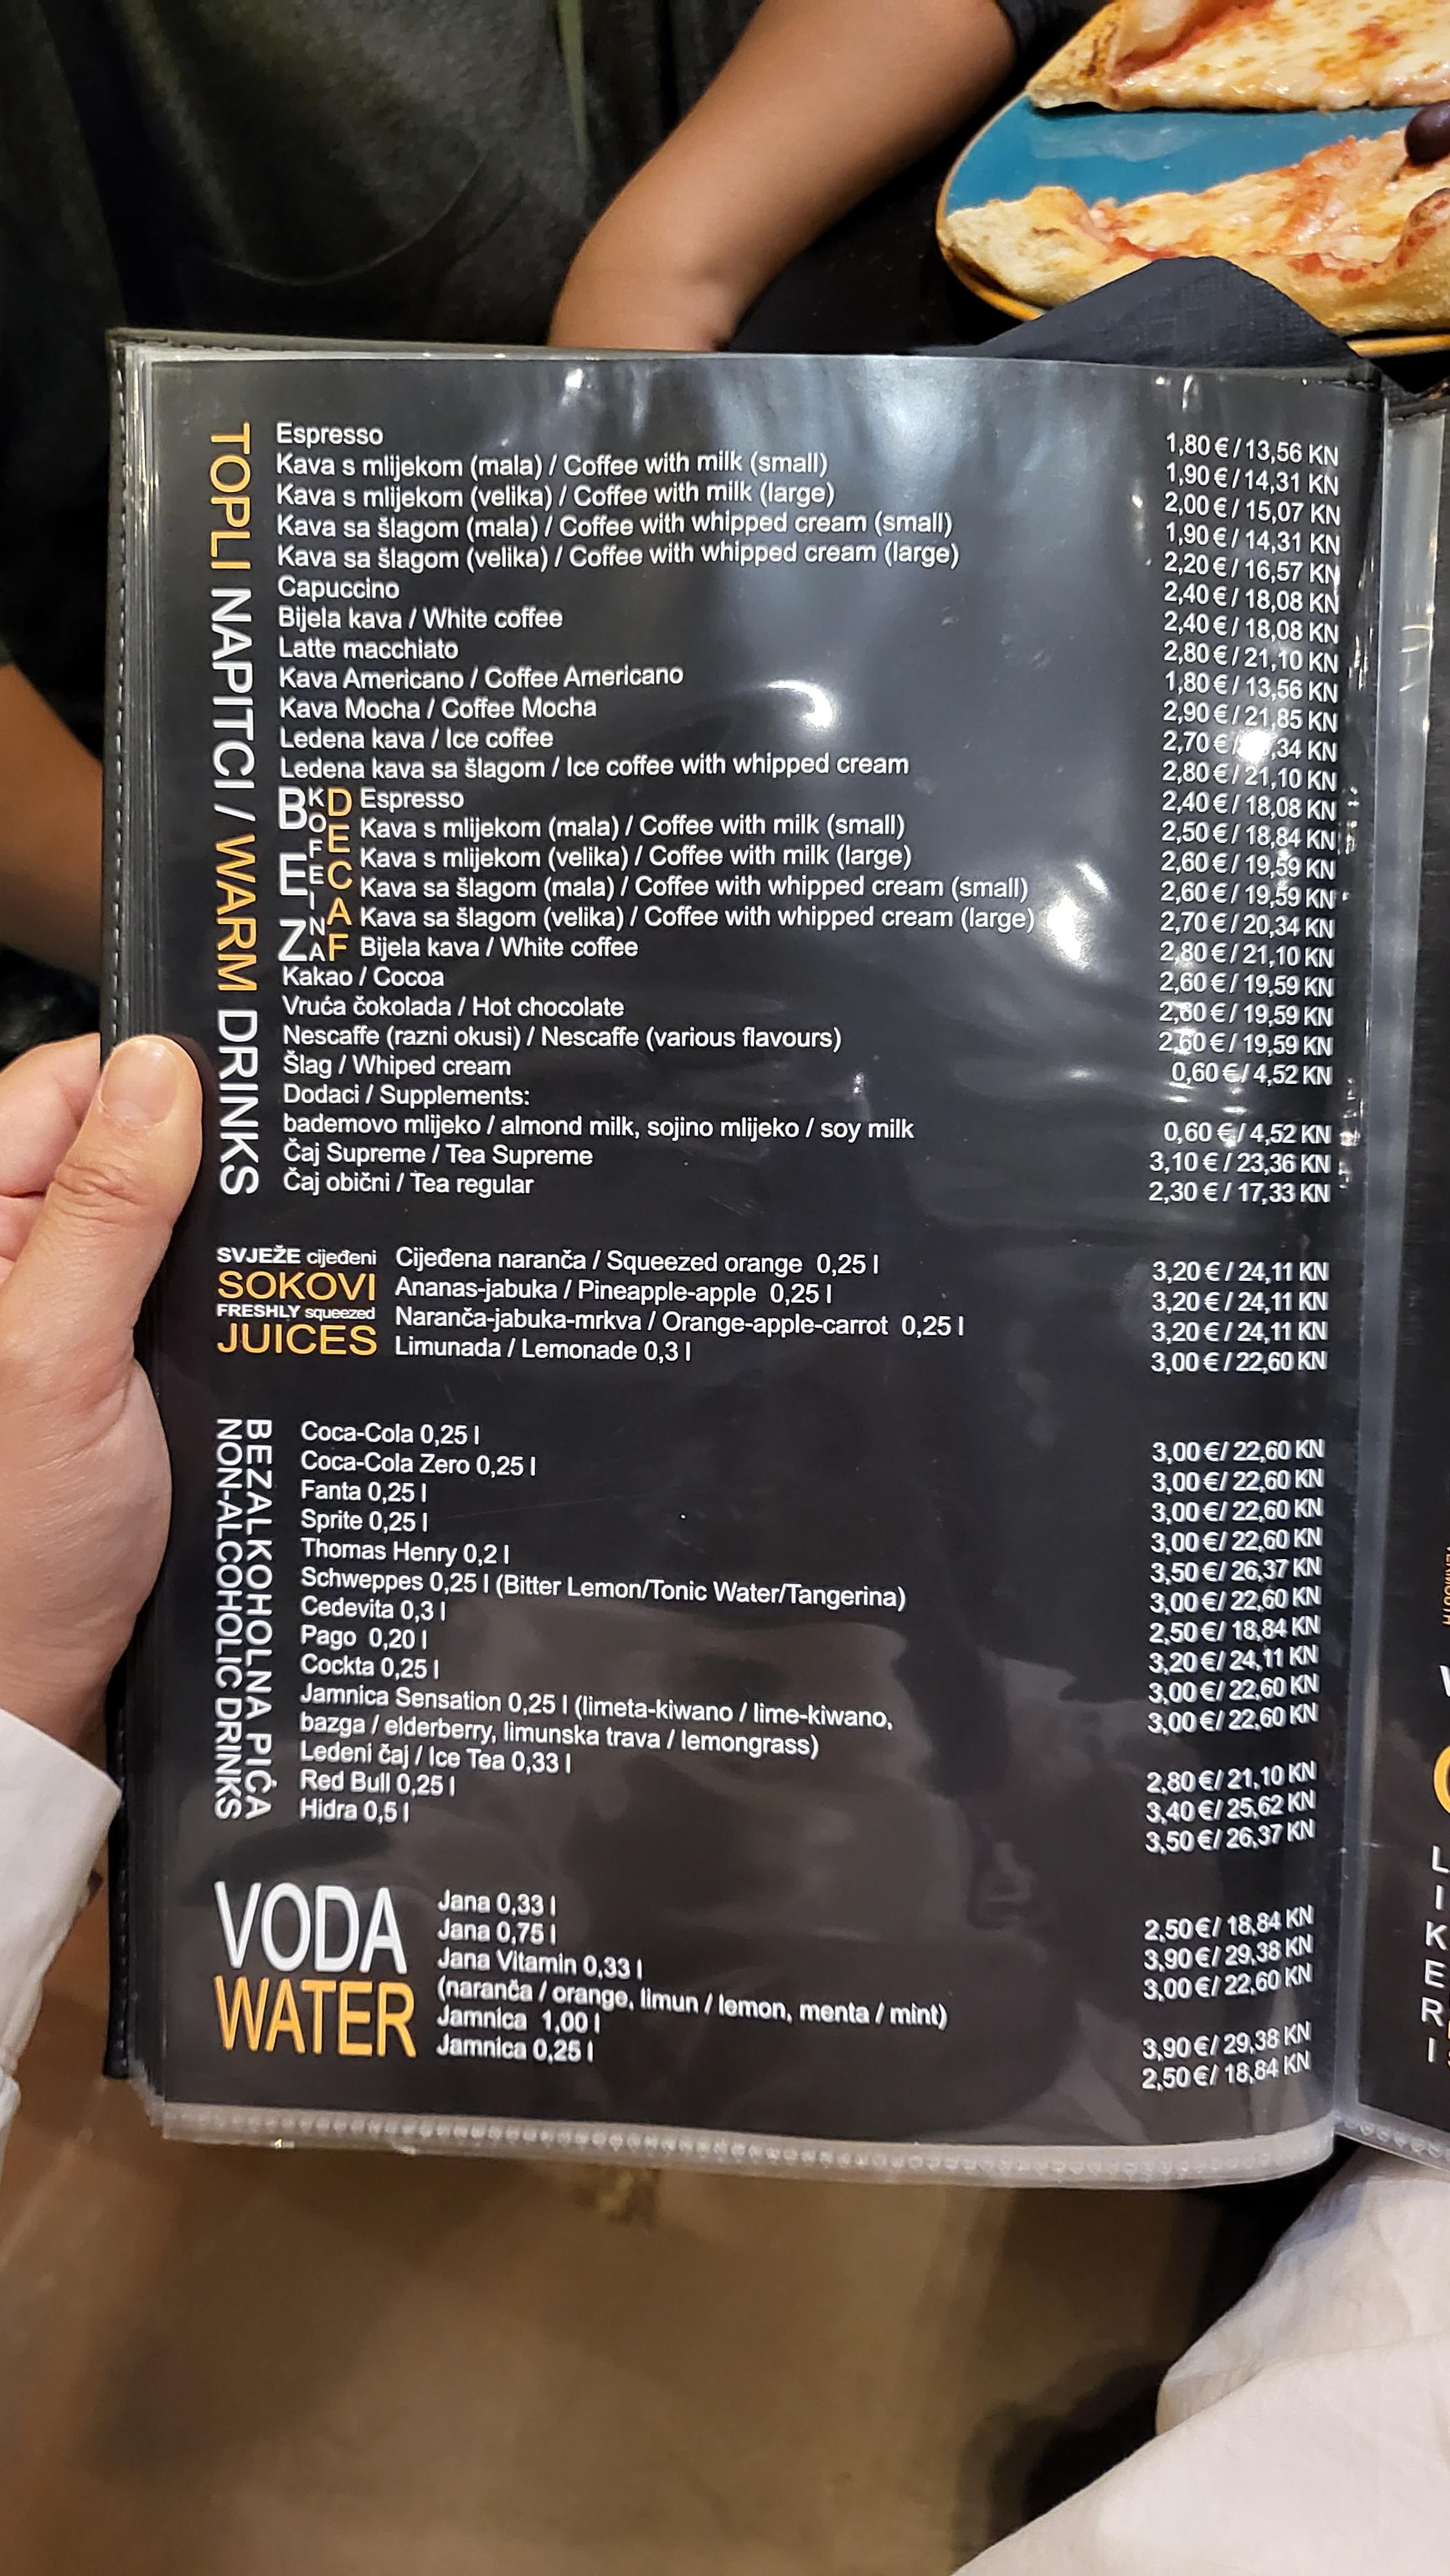 TOPLI NAPITCI / WARM DRINKS
Espresso 1,80 € / 13,56 KN
Kava s mlijekom (mala) / Coffee with milk (small) 1,90 € / 14,31 KN
Kava s mlijekom (velika) / Coffee with milk (large) 2,00 € / 15,07 KN
Kava sa šlagom (mala) / Coffee with whipped cream (small) 1,90 € / 14,31 KN
Kava sa šlagom (velika) / Coffee with whipped cream (large) 2,20 € / 16,57 KN
Capuccino 2,40 € / 18,08 KN
Bijela kava / White coffee 2,40 € / 18,08 KN
Latte macchiato 2,80 € / 21,10 KN
Kava Americano / Coffee Americano 1,80 € / 13,56 KN
Kava Mocha / Coffee Mocha 2,90 € / 21,85 KN
Ledena kava / Ice coffee 2,70 € / ,34 KN
Ledena kava sa šlagom / Ice coffee with whipped cream 2,80 € / 21,10 KN
BEZ KOFEINA DECAF
Espresso 2,40 € / 18,08 KN
Kava s mlijekom (mala) / Coffee with milk (small) 2,50 € / 18,84 KN
Kava s mlijekom (velika) / Coffee with milk (large) 2,60 € / 19,59 KN
Kava sa šlagom (mala) / Coffee with whipped cream (small) 2,60 € / 19,59 KN
Kava sa šlagom (velika) / Coffee with whipped cream (large) 2,70 € / 20,34 KN
Bijela kava / White coffee 2,80 € / 21,10 KN
Kakao / Cocoa 2,60 € / 19,59 KN
Vruća čokolada / Hot chocolate 2,60 € / 19,59 KN
Nescaffe (razni okusi) / Nescaffe (various flavours) 2,60 € / 19,59 KN
Šlag / Whiped cream 0,60 € / 4,52 KN
Dodaci / Supplements:
bademovo mlijeko / almond milk, sojino mlijeko / soy milk 0,60 € / 4,52 KN
Čaj Supreme / Tea Supreme 3,10 € / 23,36 KN
Čaj obični / Tea regular 2,30 € / 17,33 KN
SVJEŽE cijeđeni
SOKOVI
FRESHLY squeezed
JUICES
Cijeđena naranča / Squeezed orange 0,25 l 3,20 € / 24,11 KN
Ananas-jabuka / Pineapple-apple 0,25 l 3,20 € / 24,11 KN
Naranča-jabuka-mrkva / Orange-apple-carrot 0,25 l 3,20 € / 24,11 KN
Limunada / Lemonade 0,3 l 3,00 € / 22,60 KN
BEZALKOHOLNA PIĆA
NON-ALCOHOLIC DRINKS
Coca-Cola 0,25 l 3,00 €/ 22,60 KN
Coca-Cola Zero 0,25 l 3,00 €/ 22,60 KN
Fanta 0,25 l 3,00 €/ 22,60 KN
Sprite 0,25 l 3,00 €/ 22,60 KN
Thomas Henry 0,2 l 3,50 €/ 26,37 KN
Schweppes 0,25 l (Bitter Lemon/Tonic Water/Tangerina) 3,00 €/ 22,60 KN
Cedevita 0,3 l 2,50 €/ 18,84 KN
Pago 0,20 l 3,20 €/ 24,11 KN
Cockta 0,25 l 3,00 €/ 22,60 KN
Jamnica Sensation 0,25 l (limeta-kiwano / lime-kiwano, 3,00 €/ 22,60 KN
bazga / elderberry, limunska trava / lemongrass)
Ledeni čaj / Ice Tea 0,33 l 2,80 €/ 21,10 KN
Red Bull 0,25 l 3,40 €/ 25,62 KN
Hidra 0,5 l 3,50 €/ 26,37 KN
VODA
WATER
Jana 0,33 l 2,50 €/ 18,84 KN
Jana 0,75 l 3,90 €/ 29,38 KN
Jana Vitamin 0,33 l 3,00 €/ 22,60 KN
(naranča / orange, limun / lemon, menta / mint)
Jamnica 1,00 l 3,90 €/ 29,38 KN
Jamnica 0,25 l 2,50 €/ 18,84 KN
LIKERI